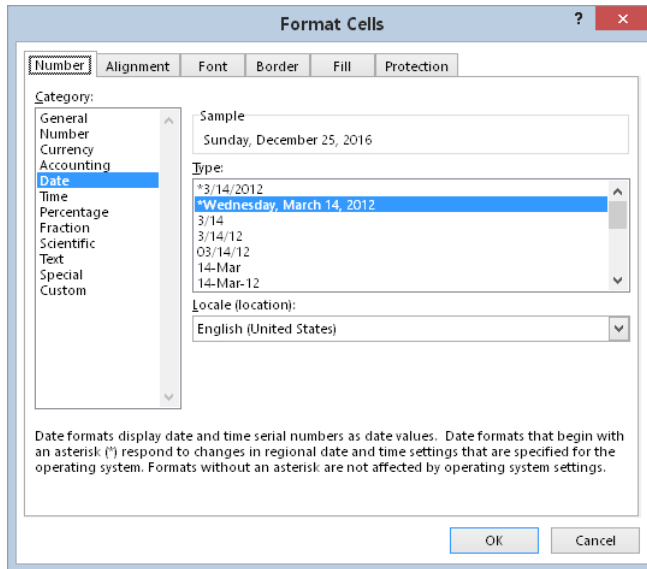 Format Cells
?
×
Number Alignment Font Border Fill Protection
Category:
General
Number
Currency
Accounting
Date
Time
Percentage
Fraction
Scientific
Text
Special
Custom
Sample
Sunday, December 25, 2016
Type:
*3/14/2012
*Wednesday, March 14, 2012
3/14
3/14/12
03/14/12
14-Mar
14-Mar-12
Locale (location):
English (United States)
Date formats display date and time serial numbers as date values.  Date formats that begin with
an asterisk (*) respond to changes in regional date and time settings that are specified for the
operating system. Formats without an asterisk are not affected by operating system settings.
OK Cancel